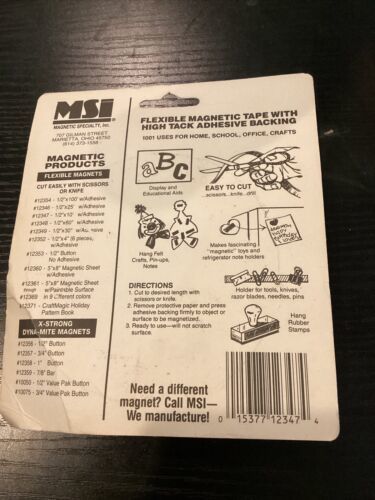 MSI®
MAGNETIC SPECIALTY, Inc.
707 GILMAN STREET
MARIETTA, OHIO 45750
(614) 373-1558
MAGNETIC
PRODUCTS
FLEXIBLE MAGNETS
CUT EASILY WITH SCISSORS
OR KNIFE
#12354 - 1/2"x100' w/Adhesive
#12346 - 1/2"x25' w/Adhesive
#12347 - 1/2"x10' w/Adhesive
#12348 - 1/2"x60" w/Adhesive
#12349 - 1/2"x30" w/Adhesive
#12352 - 1/2"x4" (6 pieces,
w/Adhesive)
#12353 - 1/2" Button
No Adhesive
#12360 - 5"x8" Magnetic Sheet
w/Adhesive
#12361 - 5"x8" Magnetic Sheet
w/Paintable Surface
#12369 in 9 different colors
#12371 - CraftMagic Holiday
Pattern Book
X-STRONG
DYNA-MITE MAGNETS
#12356 - 1/2" Button
#12357 - 3/4" Button
#12358 - 1" Button
#12359 - 7/8" Bar
#10050 - 1/2" Value Pak Button
#10075 - 3/4" Value Pak Button
FLEXIBLE MAGNETIC TAPE WITH
HIGH TACK ADHESIVE BACKING
1001 USES FOR HOME, SCHOOL, OFFICE, CRAFTS
aBC
Display and
Educational Aids
EASY TO CUT
...scissors...knife...drill
Hang Felt
Crafts, Pin-ups,
Notes
Makes fascinating
"magnetic" toys and
refrigerator note holders
DIRECTIONS
1. Cut to desired length with
scissors or knife.
2. Remove protective paper and press
adhesive backing firmly to object or
surface to be magnetized.
3. Ready to use—will not scratch
surface.
Holder for tools, knives,
razor blades, needles, pins
Hang
Rubber
Stamps
Need a different
magnet? Call MSI—
We manufacture!
0 15377 12347 4